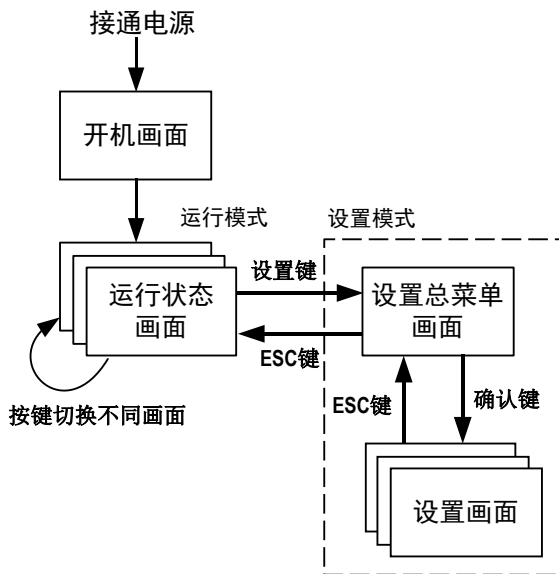 接通电源
开机画面
运行模式
设置模式
运行状态
画面
设置键
设置总菜单
画面
ESC键
按键切换不同画面
ESC键
确认键
设置画面